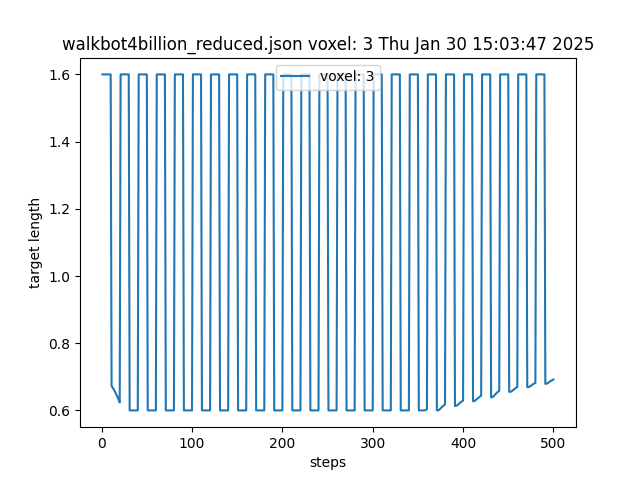 walkbot4billion_reduced.json voxel: 3 Thu Jan 30 15:03:47 2025
voxel: 3
target length
1.6
1.4
1.2
1.0
0.8
0.6
0 100 200 300 400 500
steps